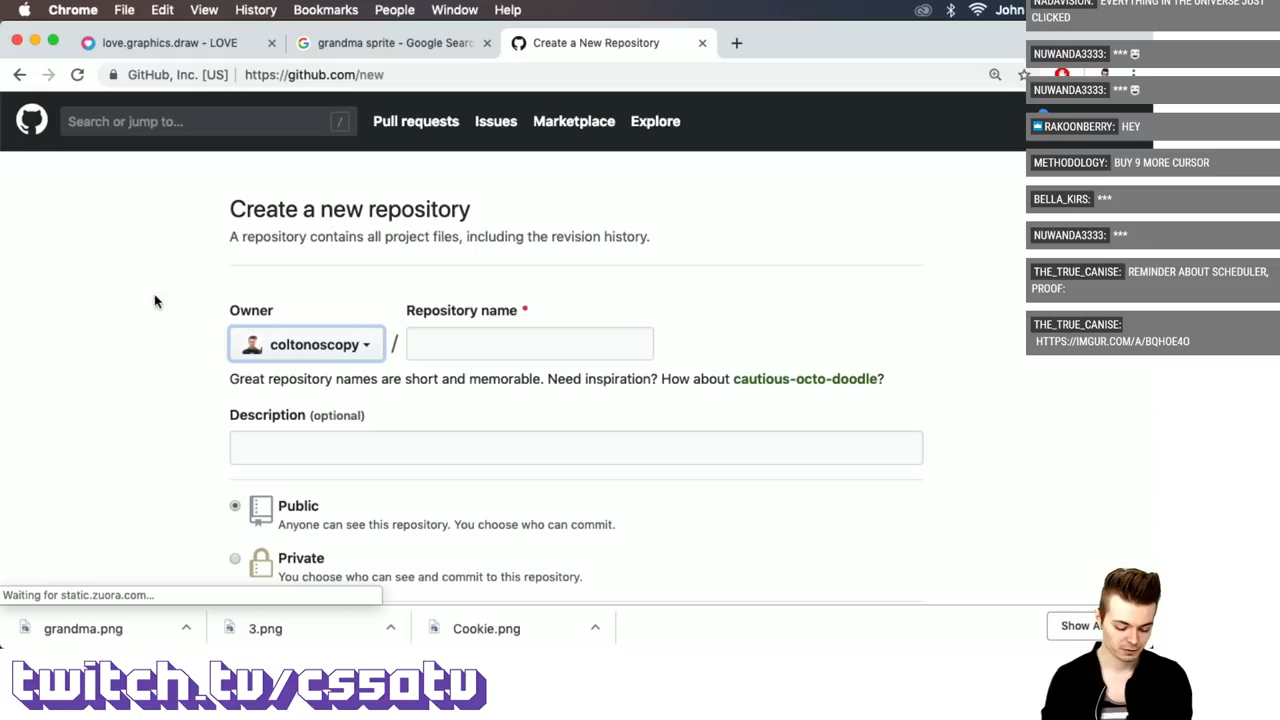 Chrome File Edit View History Bookmarks People Window Help John
love.graphics.draw - LÖVE
grandma sprite - Google Searc
Create a New Repository
GitHub, Inc. [US] https://github.com/new
Search or jump to... /
Pull requests Issues Marketplace Explore
Create a new repository
A repository contains all project files, including the revision history.
Owner
Repository name *
coltonoscopy /
Great repository names are short and memorable. Need inspiration? How about cautious-octo-doodle?
Description (optional)
Public
Anyone can see this repository. You choose who can commit.
Private
You choose who can see and commit to this repository.
Waiting for static.zuora.com...
grandma.png
3.png
Cookie.png
Show A
twitch.tv/cs50tv
NADAVISION: EVERYTHING IN THE UNIVERSE JUST
CLICKED
NUWANDA3333: ***
NUWANDA3333: ***
RAKOONBERRY: HEY
METHODOLOGY: BUY 9 MORE CURSOR
BELLA_KIRS: ***
NUWANDA3333: ***
THE_TRUE_CANISE: REMINDER ABOUT SCHEDULER,
PROOF:
THE_TRUE_CANISE:
HTTPS://IMGUR.COM/A/BQHOE4O